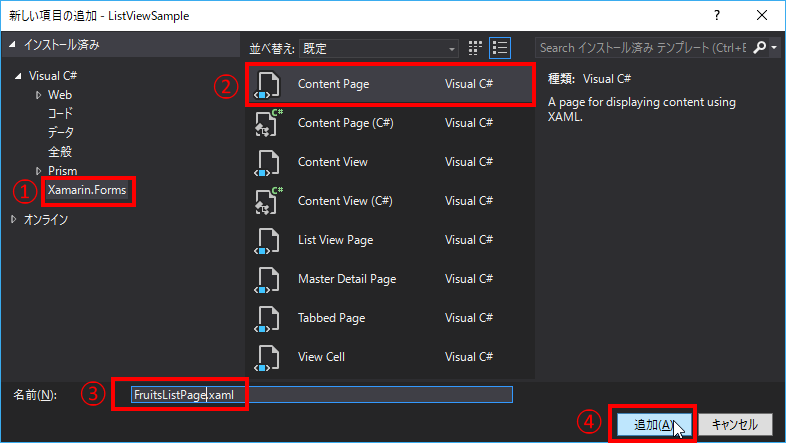 新しい項目の追加 - ListViewSample
インストール済み
並べ替え: 既定
Search インストール済み テンプレート (Ctrl+E
Visual C#
Web
コード
データ
全般
Prism
① Xamarin.Forms
オンライン
② Content Page Visual C#
Content Page (C#) Visual C#
Content View Visual C#
Content View (C#) Visual C#
List View Page Visual C#
Master Detail Page Visual C#
Tabbed Page Visual C#
View Cell Visual C#
種類: Visual C#
A page for displaying content using
XAML.
名前(N): ③ FruitsListPage.xaml
④ 追加(A) キャンセル